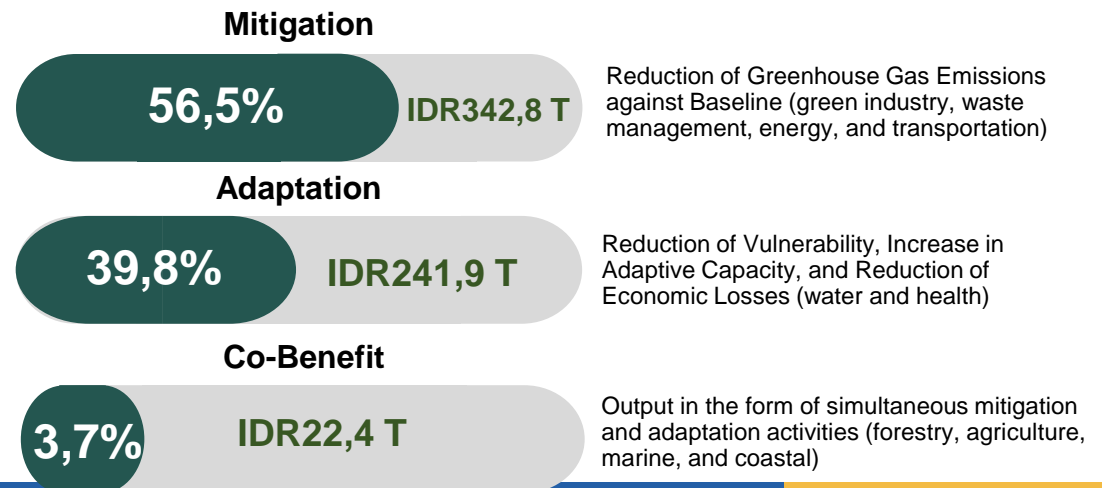 Mitigation
56,5%
IDR342,8 T
Reduction of Greenhouse Gas Emissions
against Baseline (green industry, waste
management, energy, and transportation)
Adaptation
39,8%
IDR241,9 T
Reduction of Vulnerability, Increase in
Adaptive Capacity, and Reduction of
Economic Losses (water and health)
Co-Benefit
3,7%
IDR22,4 T
Output in the form of simultaneous mitigation
and adaptation activities (forestry, agriculture,
marine, and coastal)